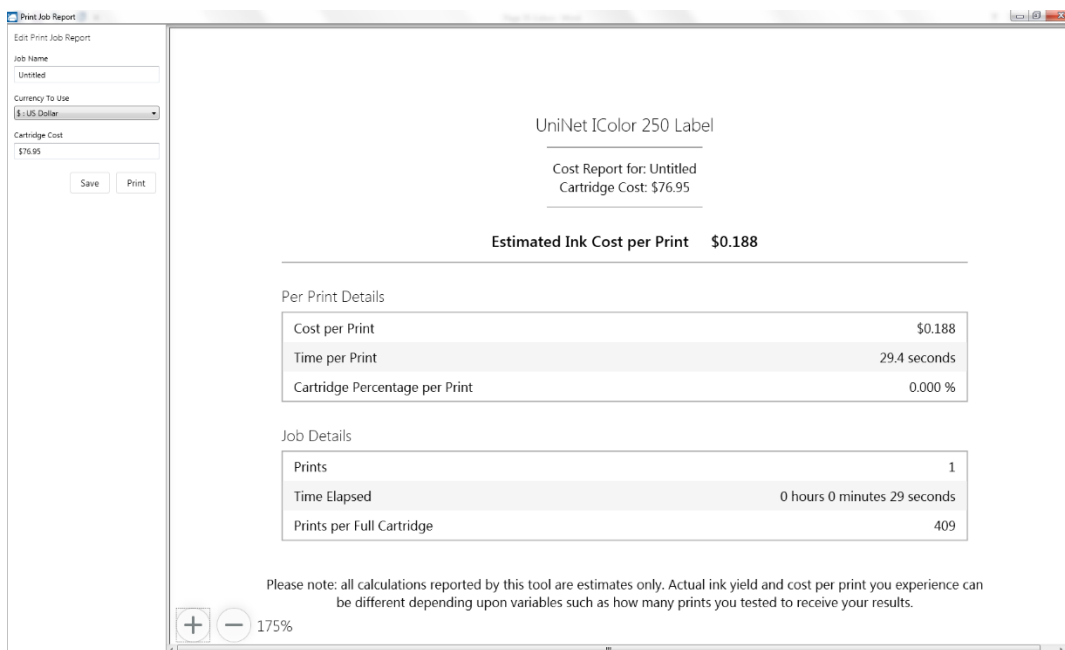 Print Job Report
Edit Print Job Report
Job Name
Untitled
Currency To Use
$ : US Dollar
Cartridge Cost
$76.95
Save Print
UniNet IColor 250 Label
Cost Report for: Untitled
Cartridge Cost: $76.95
Estimated Ink Cost per Print $0.188
Per Print Details
Cost per Print $0.188
Time per Print 29.4 seconds
Cartridge Percentage per Print 0.000 %
Job Details
Prints 1
Time Elapsed 0 hours 0 minutes 29 seconds
Prints per Full Cartridge 409
Please note: all calculations reported by this tool are estimates only. Actual ink yield and cost per print you experience can
be different depending upon variables such as how many prints you tested to receive your results.
175%